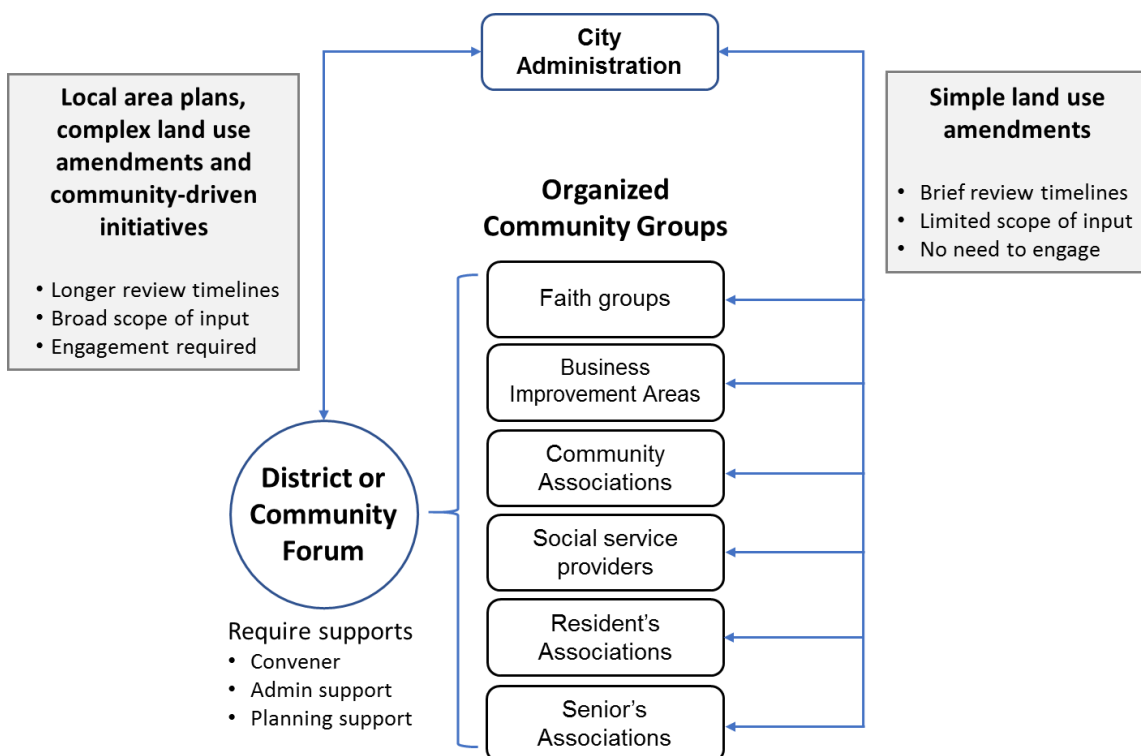 City
Administration
Local area plans,
complex land use
amendments and
community-driven
initiatives
• Longer review timelines
• Broad scope of input
• Engagement required
Simple land use
amendments
• Brief review timelines
• Limited scope of input
• No need to engage
Organized
Community Groups
Faith groups
Business
Improvement Areas
Community
Associations
Social service
providers
Resident’s
Associations
Senior’s
Associations
District or
Community
Forum
Require supports
• Convener
• Admin support
• Planning support